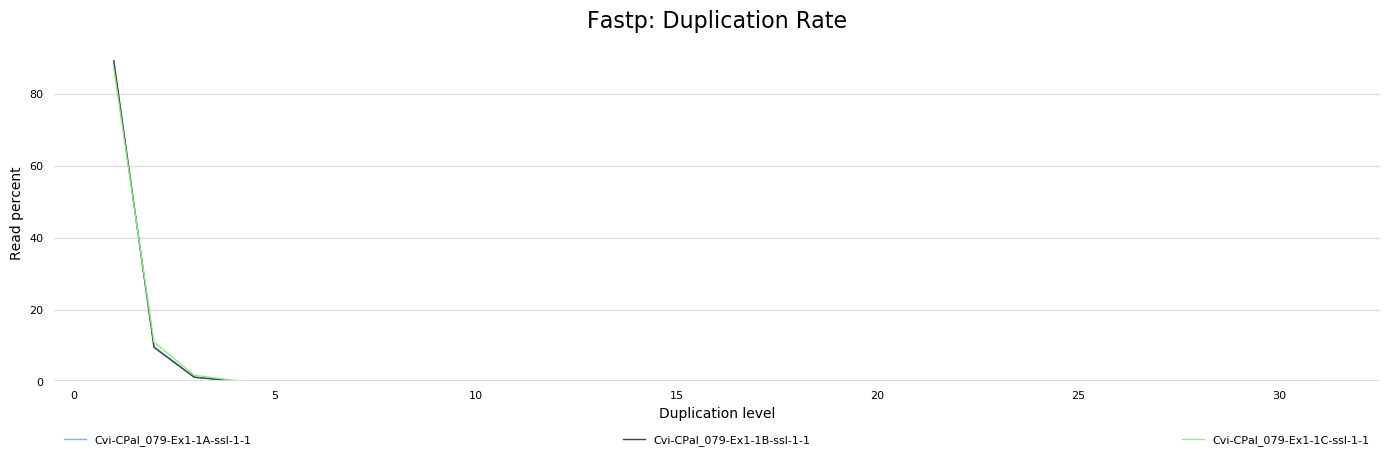 Fastp: Duplication Rate
Read percent
80
60
40
20
0
0 5 10 15 20 25 30
Duplication level
Cvi-CPal_079-Ex1-1A-ssl-1-1 Cvi-CPal_079-Ex1-1B-ssl-1-1 Cvi-CPal_079-Ex1-1C-ssl-1-1